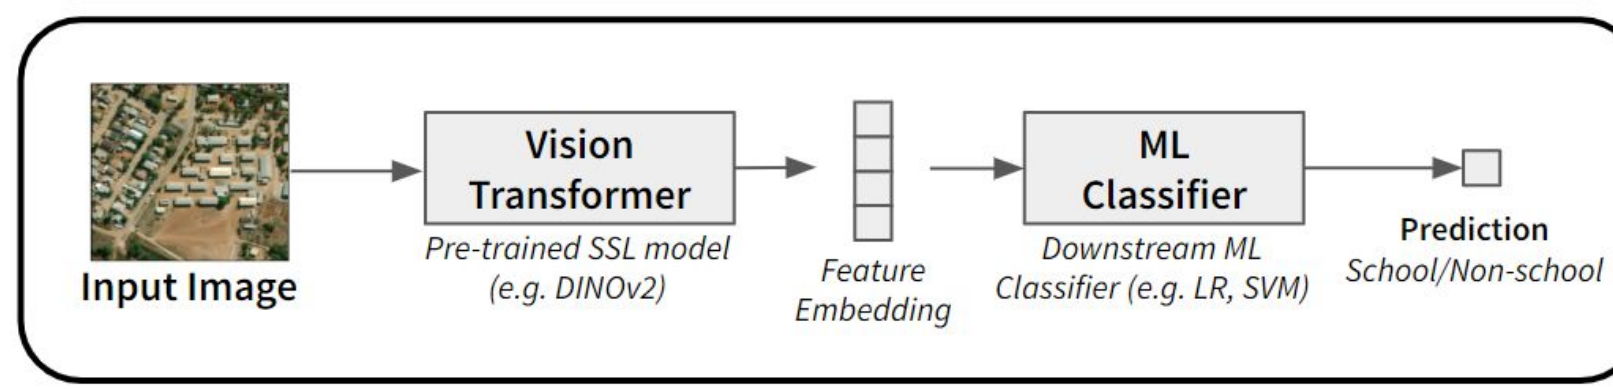 Input Image
Vision
Transformer
Pre-trained SSL model
(e.g. DINOv2)
Feature
Embedding
ML
Classifier
Downstream ML
Classifier (e.g. LR, SVM)
Prediction
School/Non-school